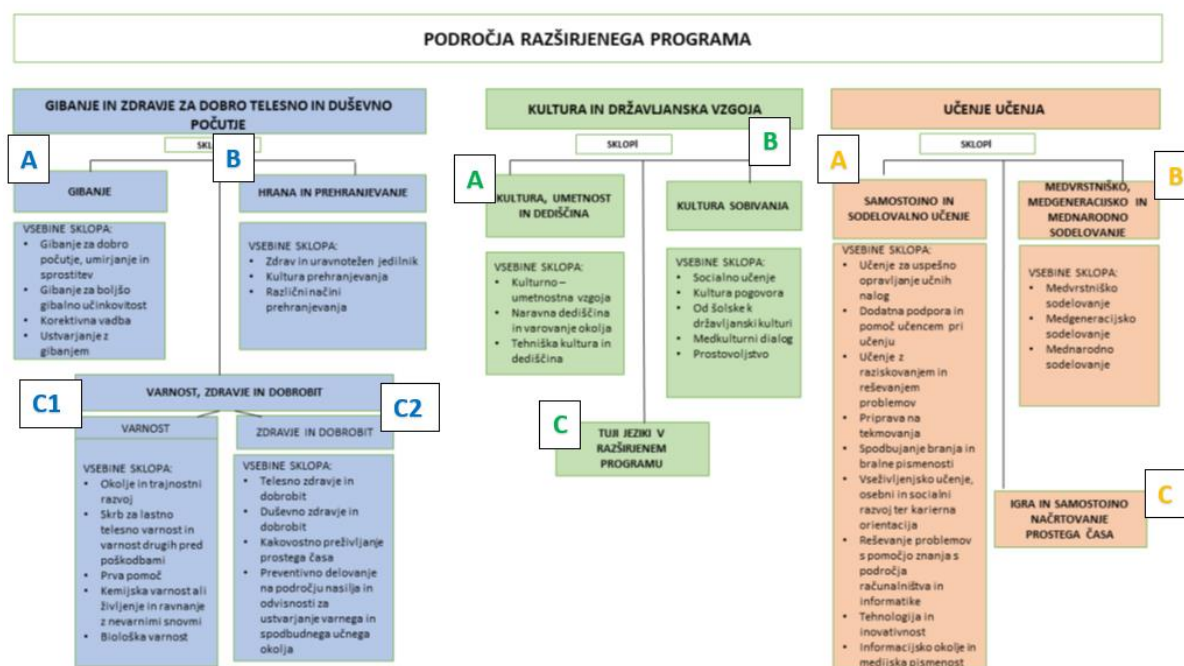 PODROČJA RAZŠIRJENEGA PROGRAMA
GIBANJE IN ZDRAVJE ZA DOBRO TELESNO IN DUŠEVNO
POČUTJE
A
B
GIBANJE
VSEBINE SKLOPA:
• Gibanje za dobro
počutje, umirjanje in
sprostitev
• Gibanje za boljšo
gibalno učinkovitost
• Korektivna vadba
• Ustvarjanje z
gibanjem
HRANA IN PREHRANJEVANJE
VSEBINE SKLOPA:
• Zdrav in uravnotežen jedilnik
• Kultura prehranjevanja
• Različni načini
prehranjevanja
C1
VARNOST, ZDRAVJE IN DOBROBIT
C2
VARNOST
VSEBINE SKLOPA:
• Okolje in trajnostni
razvoj
• Skrb za lastno
telesno varnost in
varnost drugih pred
poškodbami
• Prva pomoč
• Kemijska varnost ali
življenje in ravnanje
z nevarnimi snovmi
• Biološka varnost
ZDRAVJE IN DOBROBIT
VSEBINE SKLOPA:
• Telesno zdravje in
dobrobit
• Duševno zdravje in
dobrobit
• Kakovostno preživljanje
prostega časa
• Preventivno delovanje
na področju nasilja in
odvisnosti za
ustvarjanje varnega in
spodbudnega učnega
okolja
KULTURA IN DRŽAVLJANSKA VZGOJA
SKLOPI
A
B
KULTURA, UMETNOST
IN DEDIŠČINA
VSEBINE SKLOPA:
• Kulturno –
umetnostna vzgoja
• Naravna dediščina
in varovanje okolja
• Tehniška kultura in
dediščina
KULTURA SOBIVANJA
VSEBINE SKLOPA:
• Socialno učenje
• Kultura pogovora
• Od šolske k
državljanski kulturi
• Medkulturni dialog
• Prostovoljstvo
C
TUJI JEZIKI V
RAZŠIRJENEM
PROGRAMU
UČENJE UČENJA
SKLOPI
A
B
SAMOSTOJNO IN
SODELOVALNO UČENJE
VSEBINE SKLOPA:
• Učenje za uspešno
opravljanje učnih
nalog
• Dodatna podpora in
pomoč učencem pri
učenju
• Učenje z
raziskovanjem in
reševanjem
problemov
• Priprava na
tekmovanja
• Spodbujanje branja in
bralne pismenosti
• Vseživljenjsko učenje,
osebni in socialni
razvoj ter karierna
orientacija
• Reševanje problemov
s pomočjo znanja s
področja
računalništva in
informatike
• Tehnologija in
inovativnost
• Informacijsko okolje in
medijska pismenost
MEDVRSTNIŠKO,
MEDGENERACIJSKO IN
MEDNARODNO
SODELOVANJE
VSEBINE SKLOPA:
• Medvrstniško
sodelovanje
• Medgeneracijsko
sodelovanje
• Mednarodno
sodelovanje
C
IGRA IN SAMOSTOJNO
NAČRTOVANJE
PROSTEGA ČASA